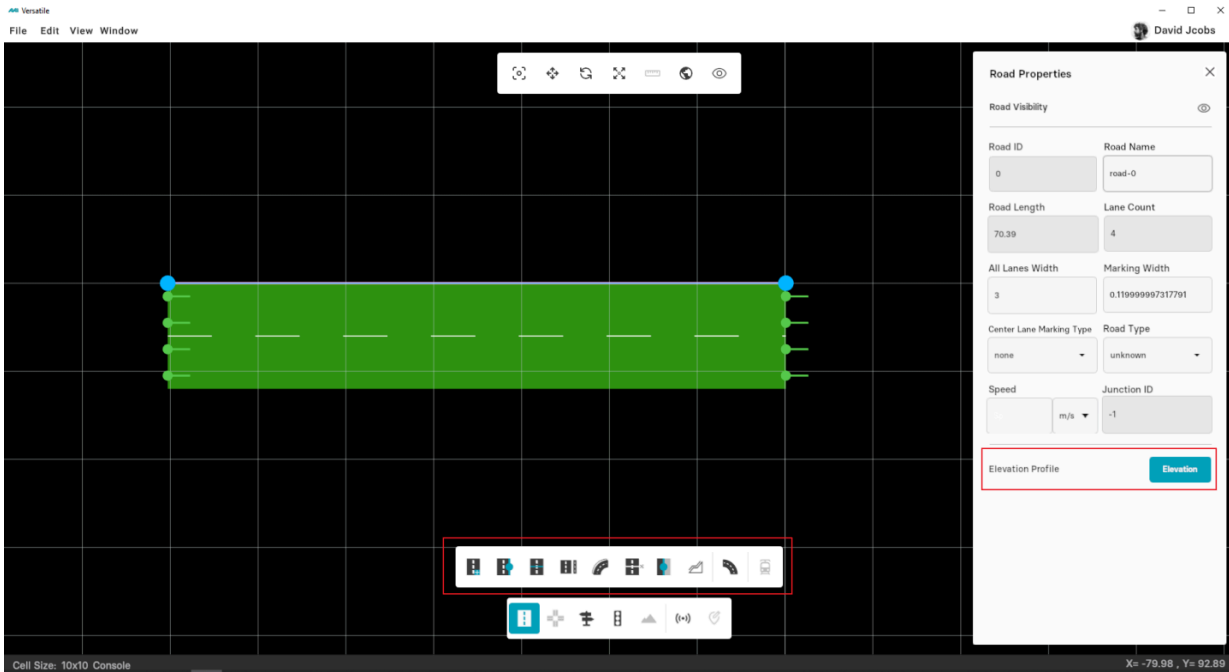 Versatile
File Edit View Window
David Jcobs
Road Properties
Road Visibility
Road ID Road Name
0 road-0
Road Length Lane Count
70.39 4
All Lanes Width Marking Width
3 0.119999997317791
Center Lane Marking Type Road Type
none unknown
Speed Junction ID
m/s -1
Elevation Profile Elevation
Cell Size: 10x10 Console
X= -79.98 , Y= 92.89